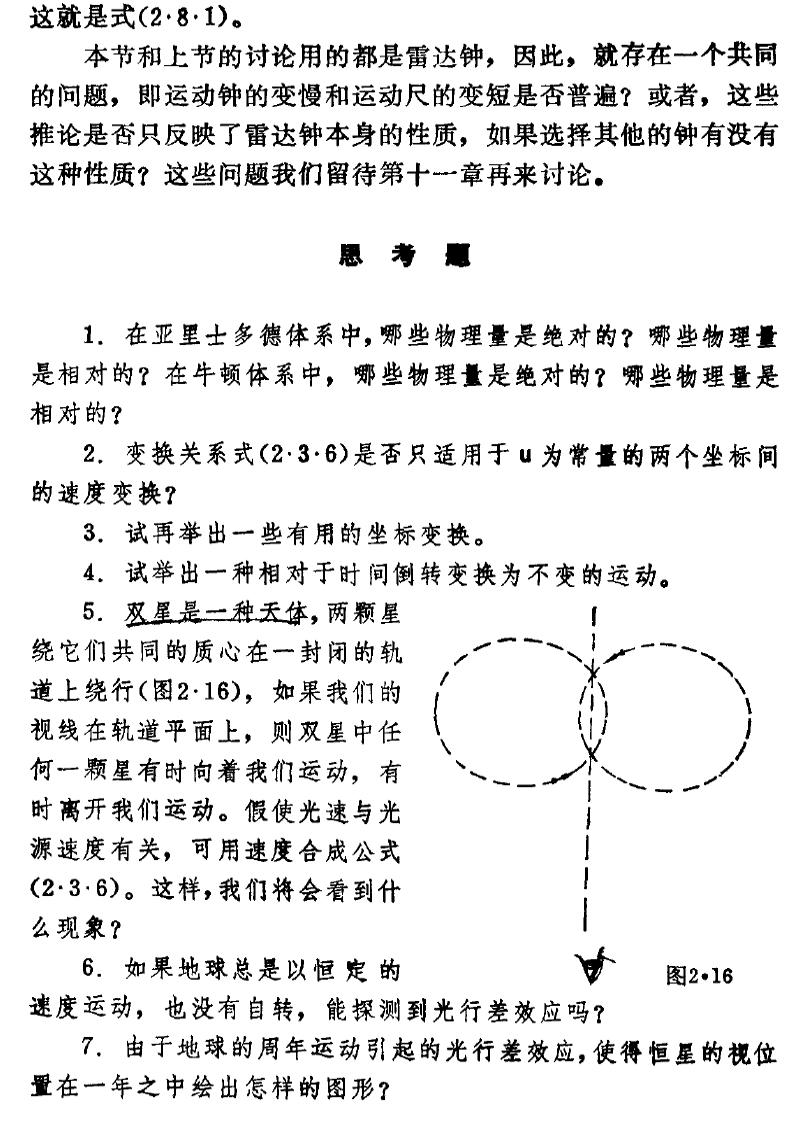 这就是式(2·8·1)。
本节和上节的讨论用的都是雷达钟，因此，就存在一个共同
的问题，即运动钟的变慢和运动尺的变短是否普遍？或者，这些
推论是否只反映了雷达钟本身的性质，如果选择其他的钟有没有
这种性质？这些问题我们留待第十一章再来讨论。
思 考 题
1. 在亚里士多德体系中，哪些物理量是绝对的？哪些物理量
是相对的？在牛顿体系中，哪些物理量是绝对的？哪些物理量是
相对的？
2. 变换关系式(2·3·6)是否只适用于 u 为常量的两个坐标间
的速度变换？
3. 试再举出一些有用的坐标变换。
4. 试举出一种相对于时间倒转变换为不变的运动。
5. 双星是一种天体，两颗星
绕它们共同的质心在一封闭的轨
道上绕行(图2·16)，如果我们的
视线在轨道平面上，则双星中任
何一颗星有时向着我们运动，有
时离开我们运动。假使光速与光
源速度有关，可用速度合成公式
(2·3·6)。这样，我们将会看到什
么现象？
图2·16
6. 如果地球总是以恒定的
速度运动，也没有自转，能探测到光行差效应吗？
7. 由于地球的周年运动引起的光行差效应，使得恒星的视位
置在一年之中绘出怎样的图形？